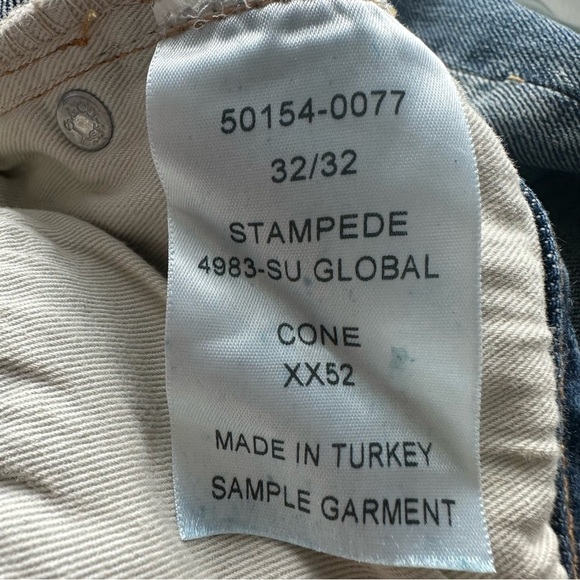 50154-0077
32/32
STAMPEDE
4983-SU GLOBAL
CONE
XX52
MADE IN TURKEY
SAMPLE GARMENT